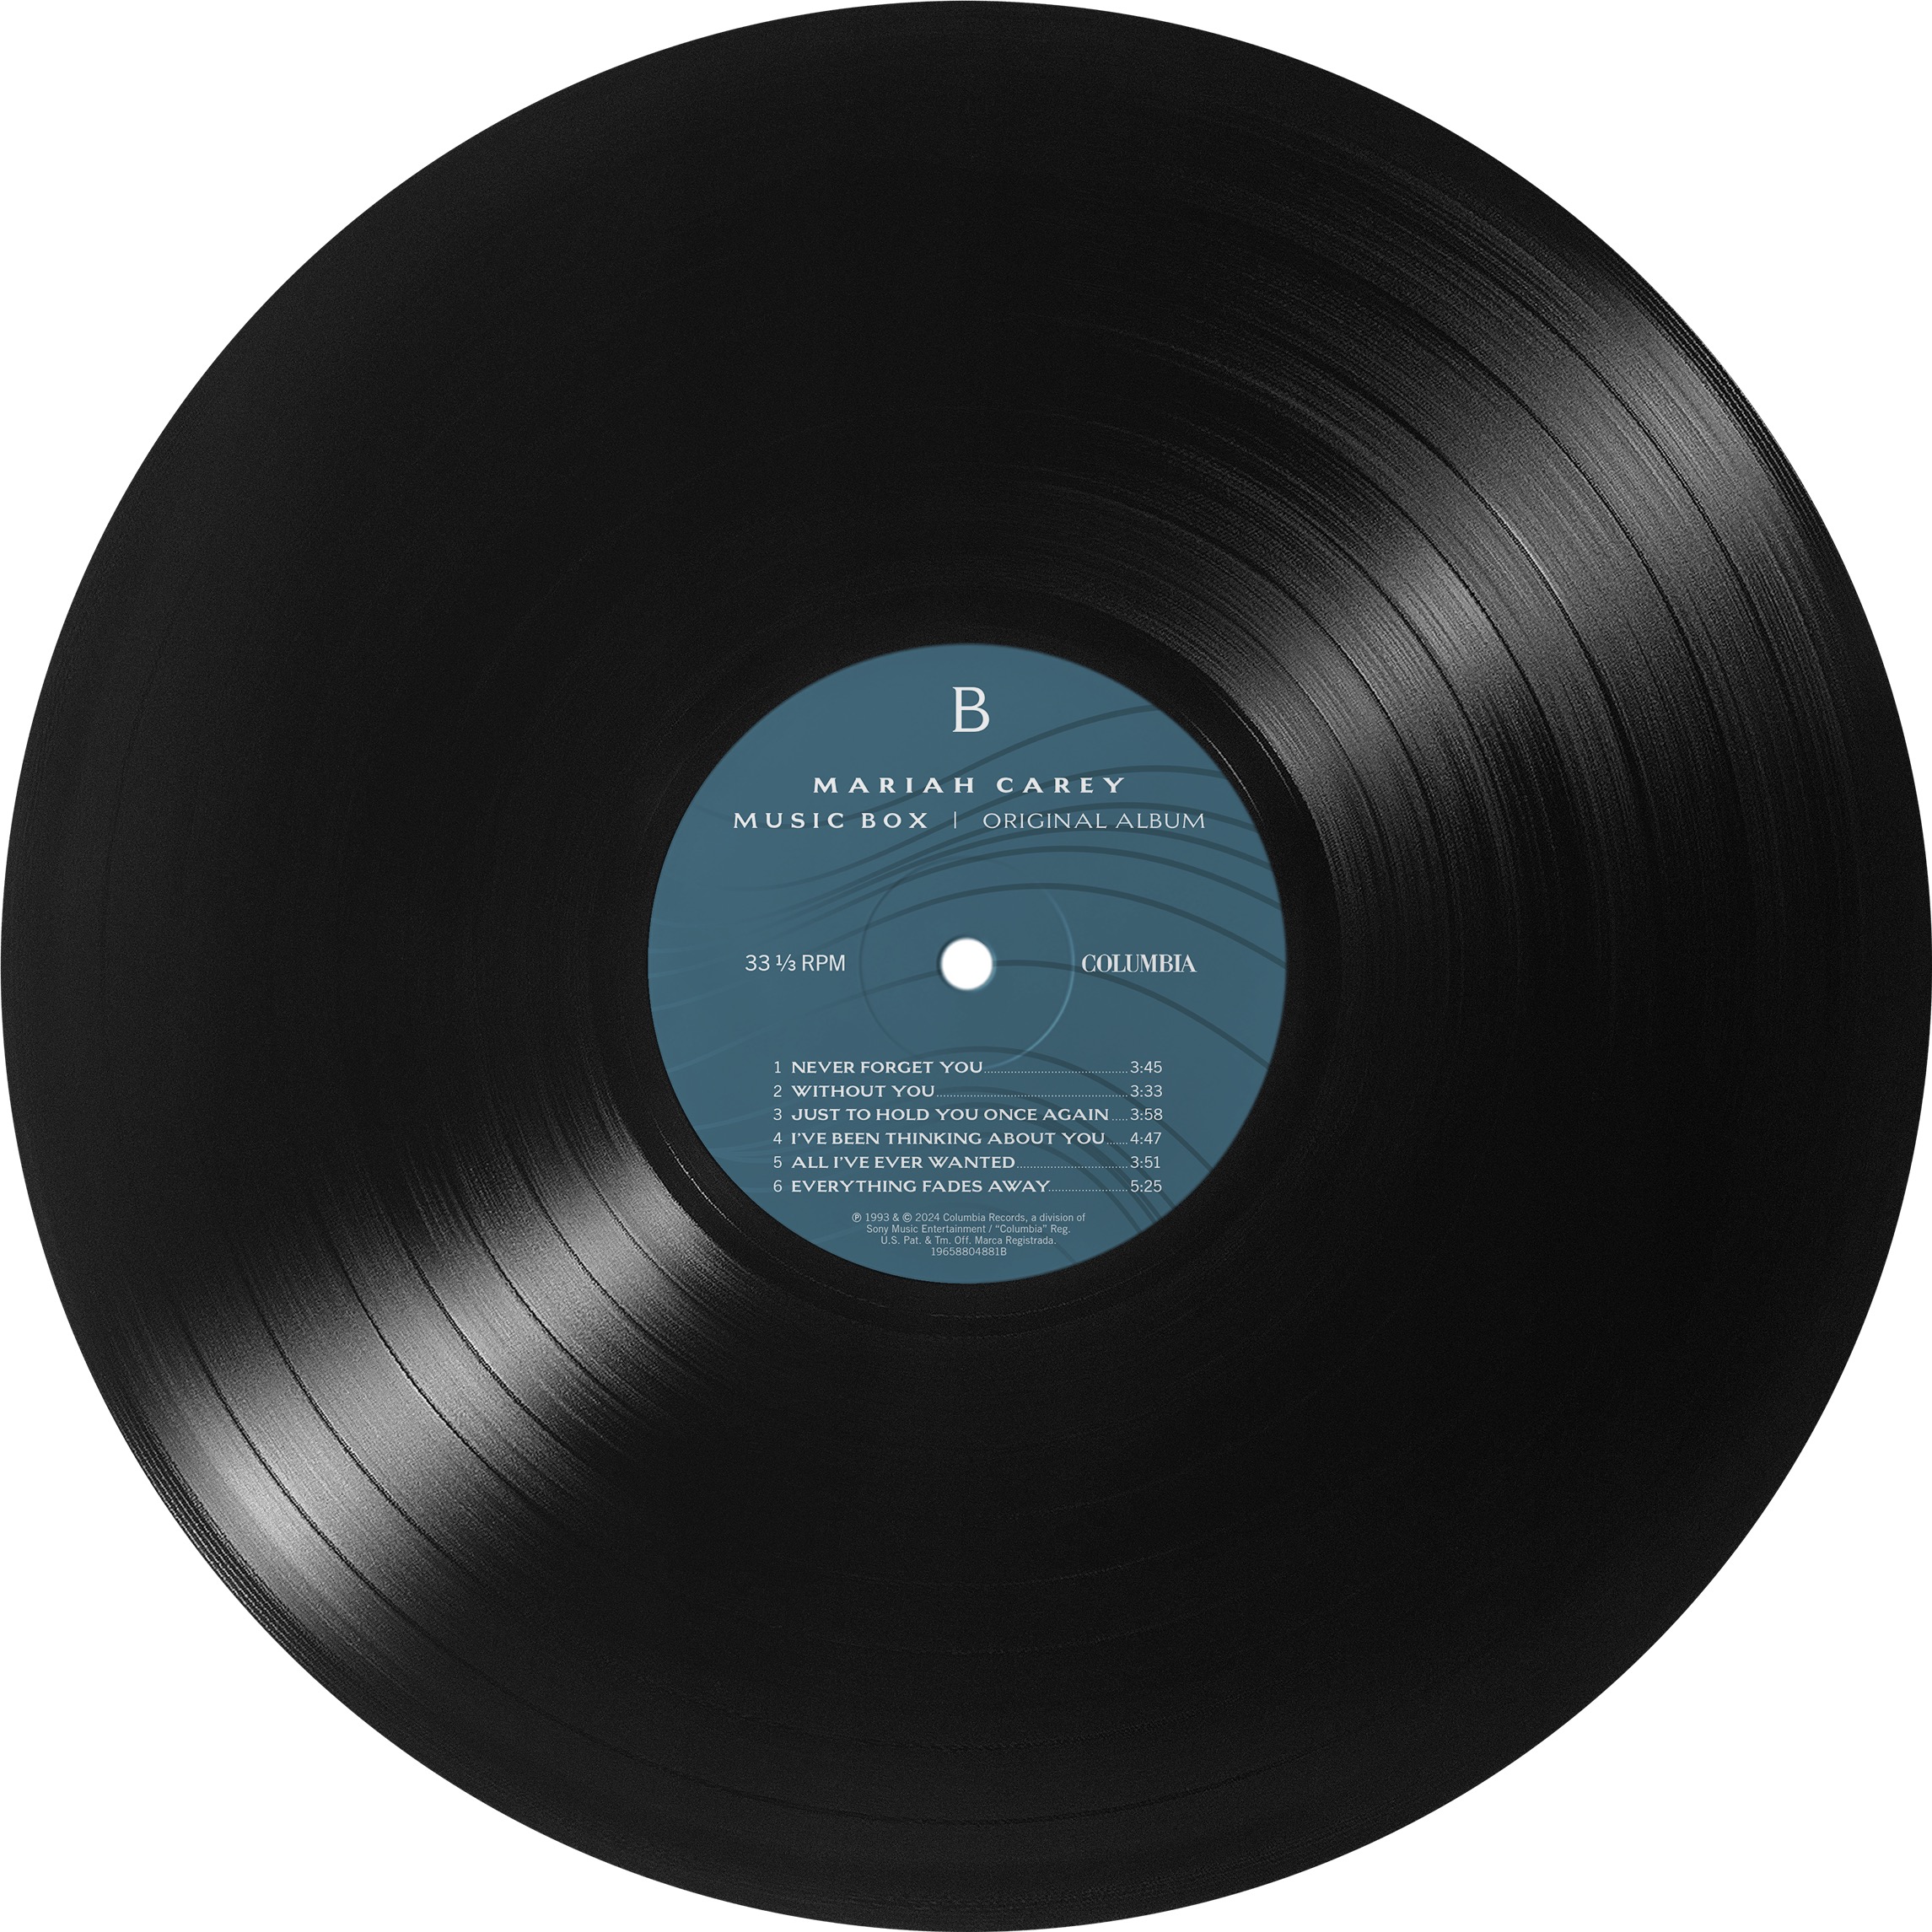 B
MARIAH CAREY
MUSIC BOX | ORIGINAL ALBUM
33 ⅓ RPM COLUMBIA
1 NEVER FORGET YOU 3:45
2 WITHOUT YOU 3:33
3 JUST TO HOLD YOU ONCE AGAIN 3:58
4 I'VE BEEN THINKING ABOUT YOU 4:47
5 ALL I'VE EVER WANTED 3:51
6 EVERYTHING FADES AWAY 5:25
℗ 1993 & © 2024 Columbia Records, a division of
Sony Music Entertainment / "Columbia" Reg.
U.S. Pat. & Tm. Off. Marca Registrada.
19658804881B